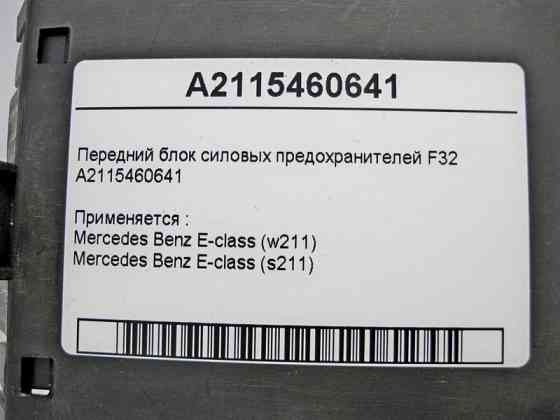 A2115460641
Передний блок силовых предохранителей F32
A2115460641
Применяется :
Mercedes Benz E-class (w211)
Mercedes Benz E-class (s211)